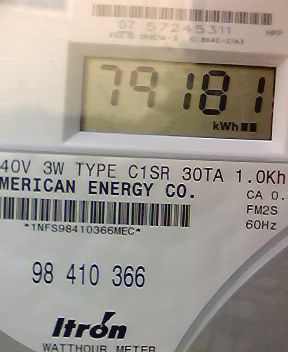 07 57245311
79181
kWh
40V 3W TYPE C1SR 30TA 1.0Kh
MERICAN ENERGY CO.
CA 0.
FM2S
60Hz
*1NFS98410366MEC*
98 410 366
Itrón
WATTHOUR METER